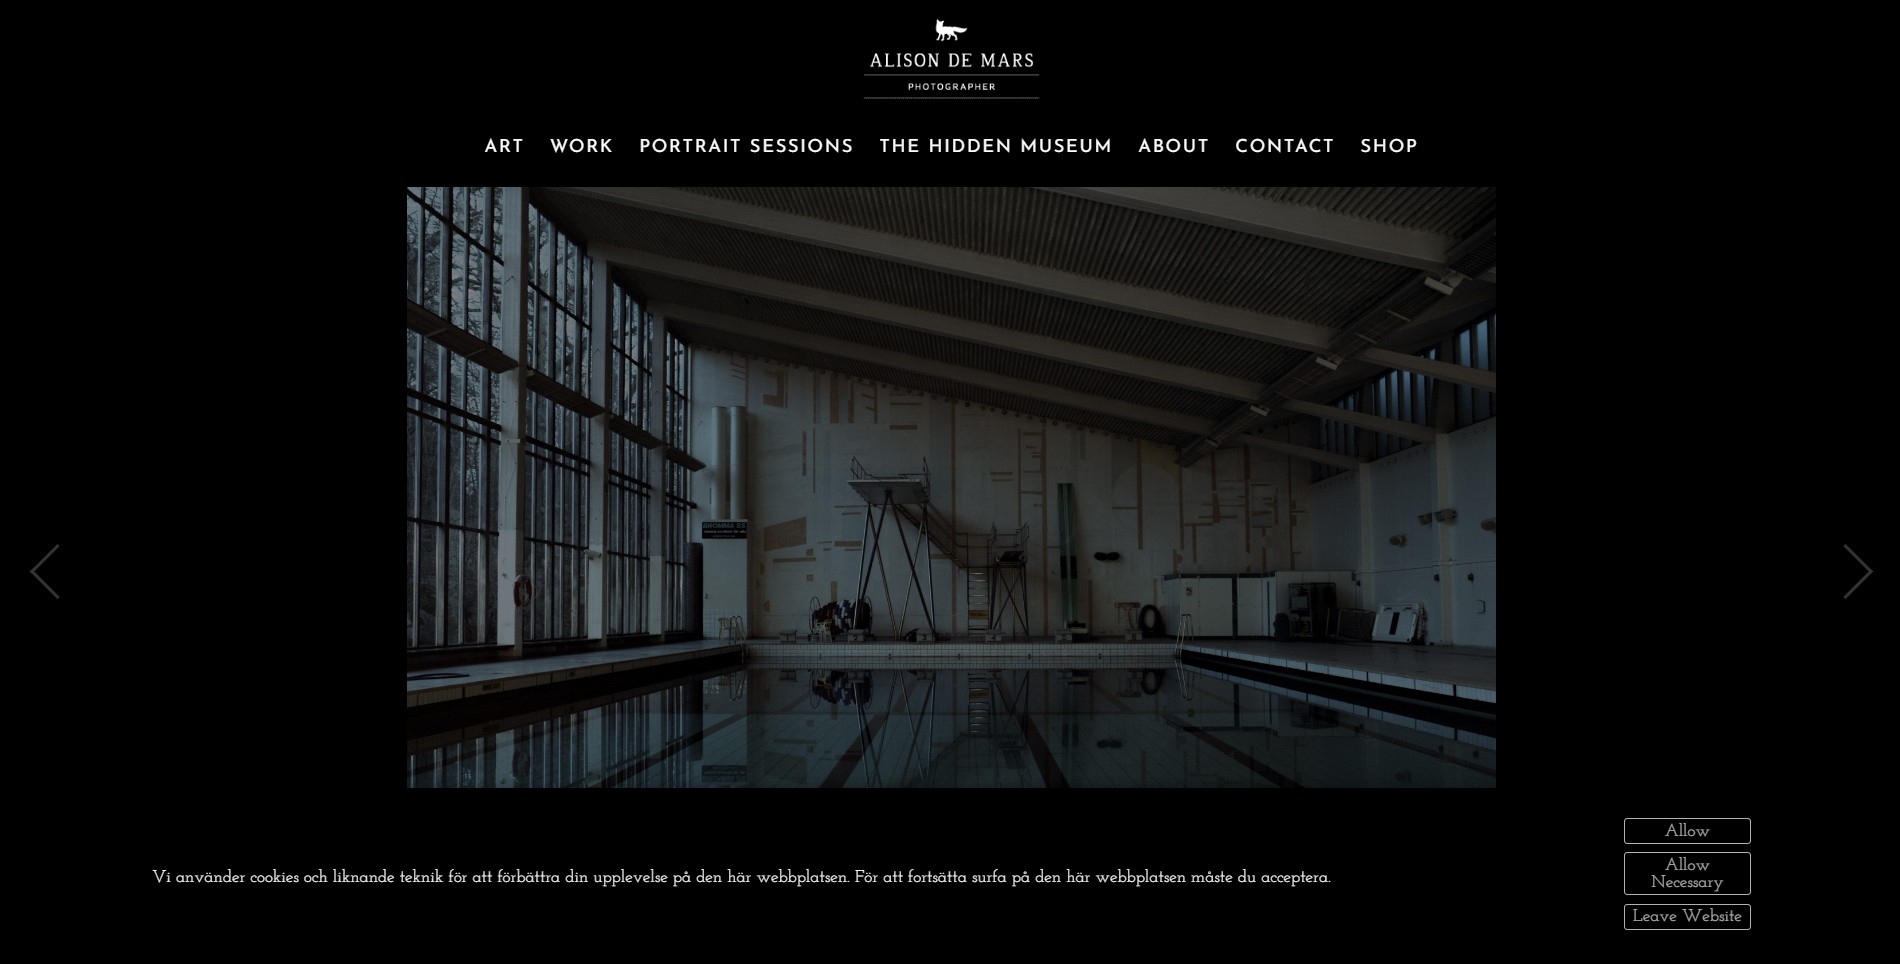 ALISON DE MARS
PHOTOGRAPHER
ART WORK PORTRAIT SESSIONS THE HIDDEN MUSEUM ABOUT CONTACT SHOP
Vi använder cookies och liknande teknik för att förbättra din upplevelse på den här webbplatsen. För att fortsätta surfa på den här webbplatsen måste du acceptera.
Allow
Allow
Necessary
Leave Website